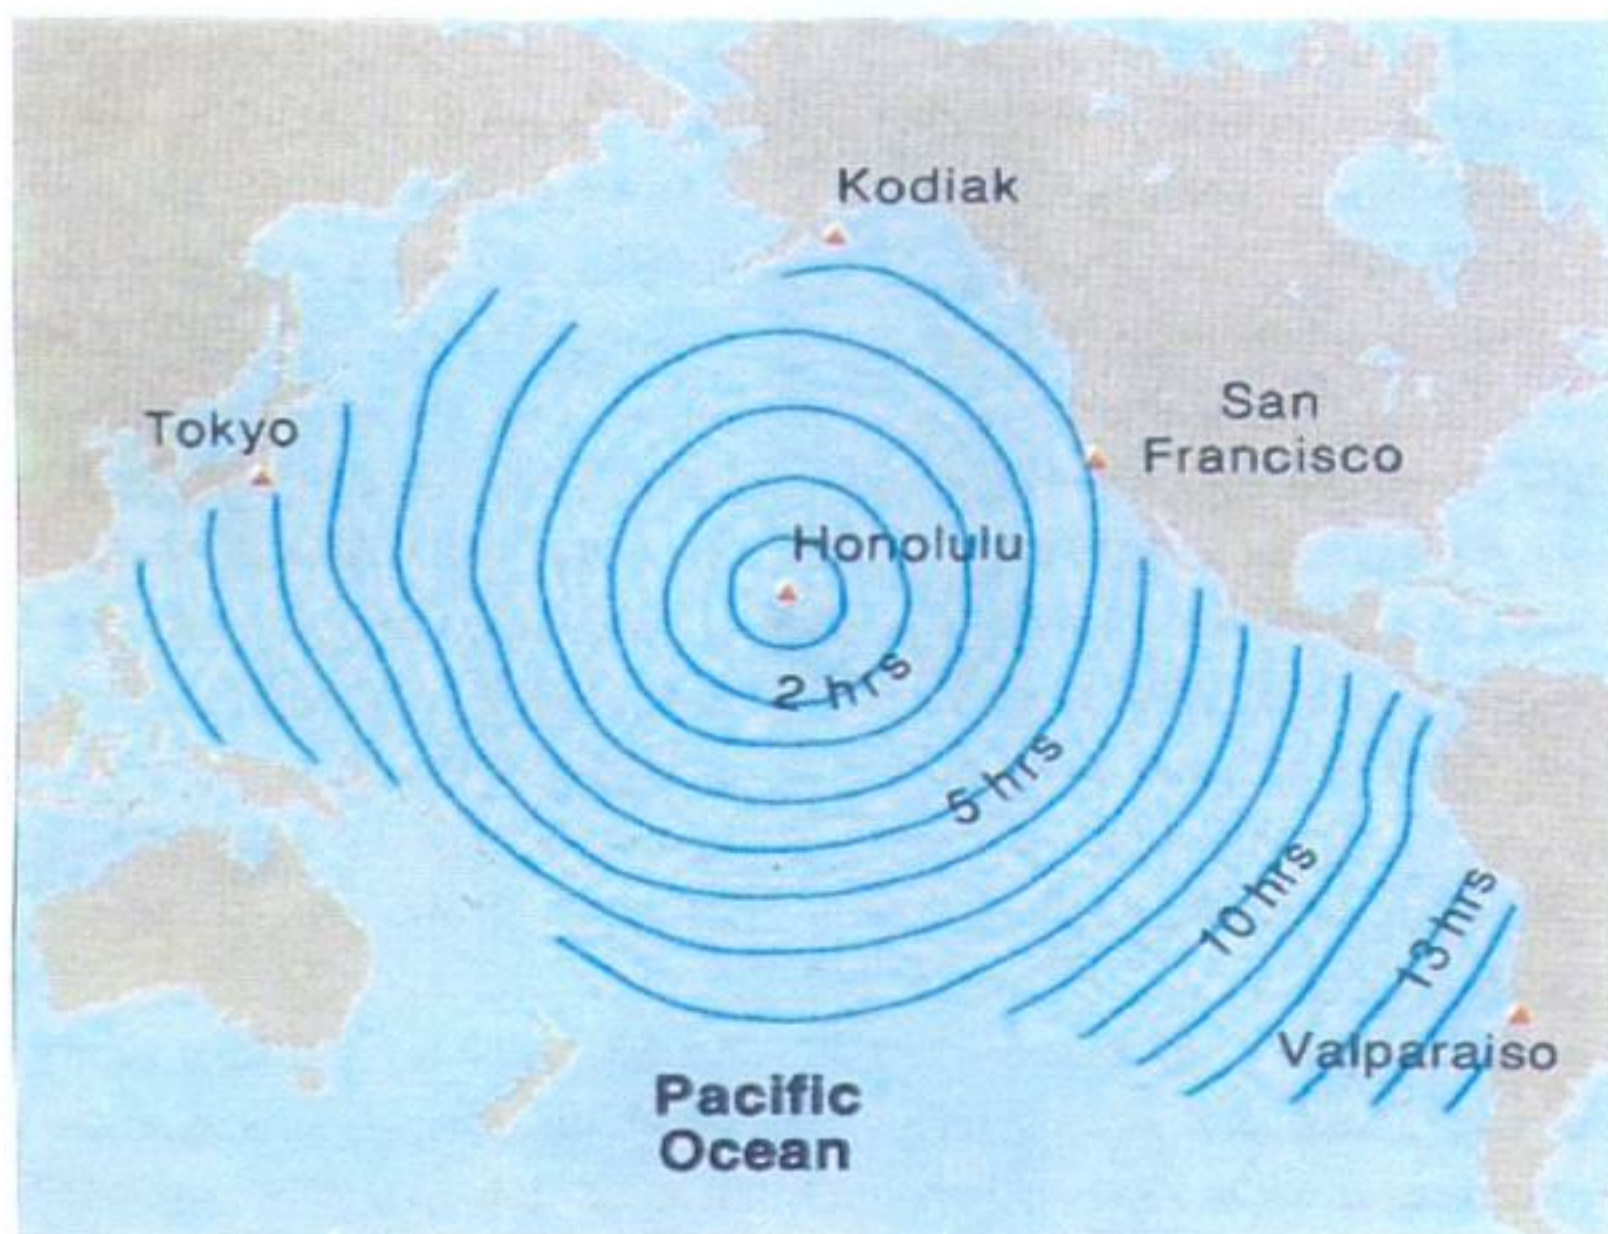 Kodiak
San
Francisco
Tokyo
Honolulu
2 hrs
5 hrs
10 hrs
13 hrs
Valparaiso
Pacific
Ocean